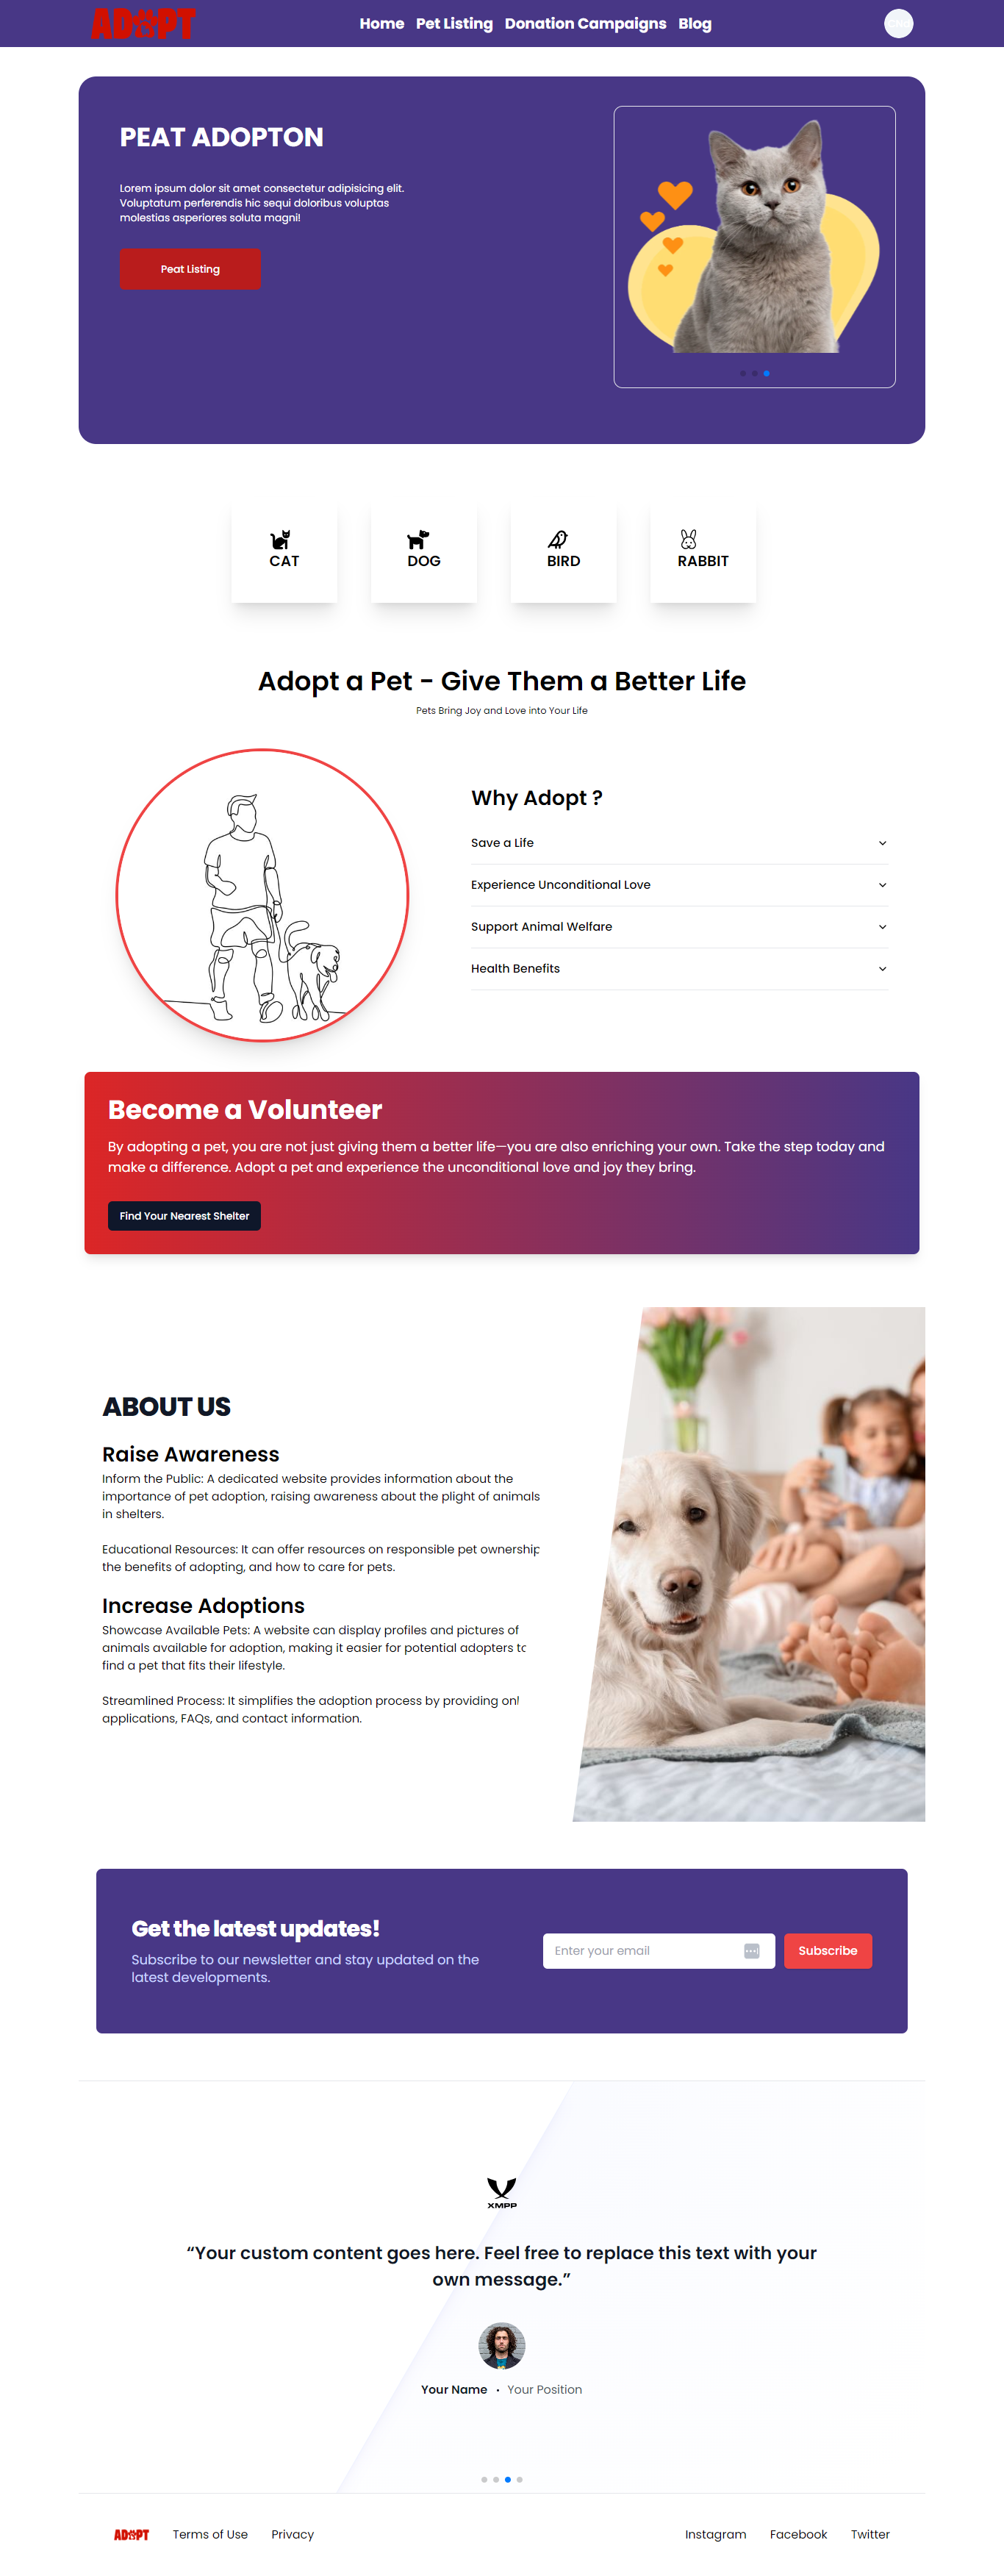 ADOPT
Home Pet Listing Donation Campaigns Blog
PEAT ADOPTON
Lorem ipsum dolor sit amet consectetur adipisicing elit.
Voluptatum perferendis hic sequi doloribus voluptas
molestias asperiores soluta magni!
Peat Listing
CAT
DOG
BIRD
RABBIT
Adopt a Pet - Give Them a Better Life
Pets Bring Joy and Love into Your Life
Why Adopt ?
Save a Life
Experience Unconditional Love
Support Animal Welfare
Health Benefits
Become a Volunteer
By adopting a pet, you are not just giving them a better life—you are also enriching your own. Take the step today and
make a difference. Adopt a pet and experience the unconditional love and joy they bring.
Find Your Nearest Shelter
ABOUT US
Raise Awareness
Inform the Public: A dedicated website provides information about the
importance of pet adoption, raising awareness about the plight of animals
in shelters.
Educational Resources: It can offer resources on responsible pet ownership
the benefits of adopting, and how to care for pets.
Increase Adoptions
Showcase Available Pets: A website can display profiles and pictures of
animals available for adoption, making it easier for potential adopters to
find a pet that fits their lifestyle.
Streamlined Process: It simplifies the adoption process by providing onl
applications, FAQs, and contact information.
Get the latest updates!
Subscribe to our newsletter and stay updated on the
latest developments.
Enter your email
Subscribe
XMPP
“Your custom content goes here. Feel free to replace this text with your
own message.”
Your Name · Your Position
ADOPT Terms of Use Privacy Instagram Facebook Twitter